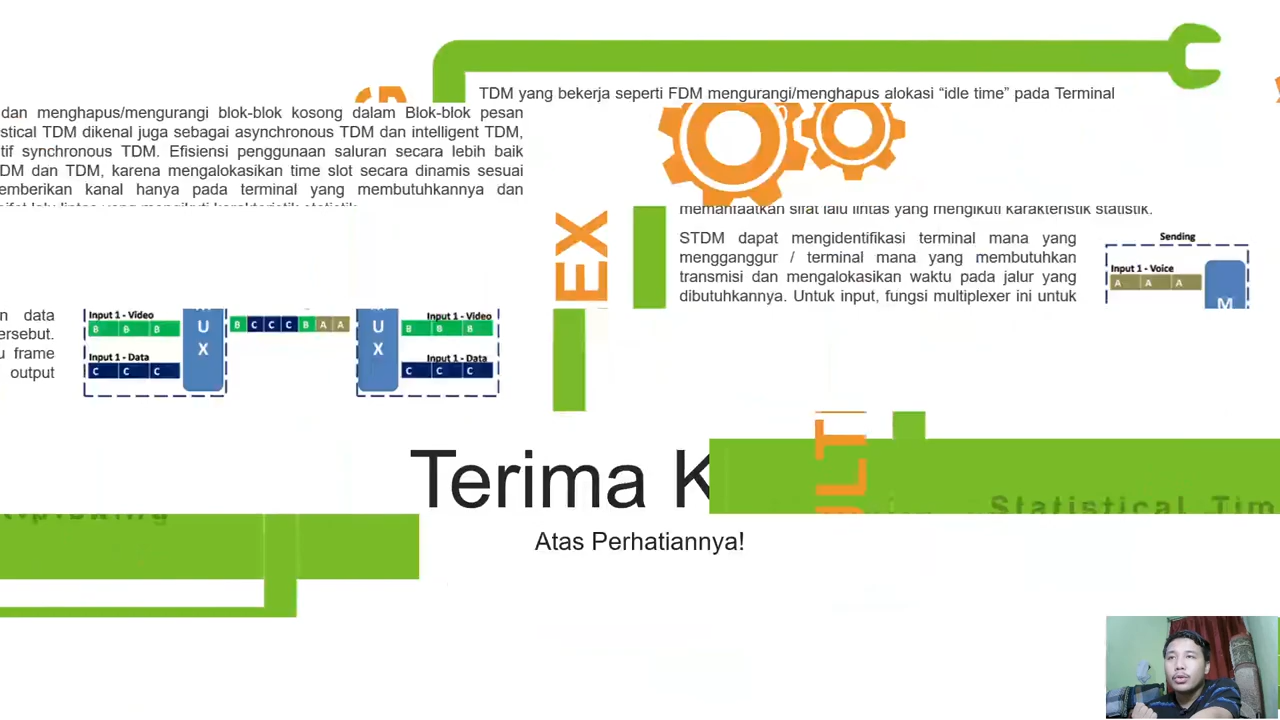 TDM yang bekerja seperti FDM mengurangi/menghapus alokasi “idle time” pada Terminal
dan menghapus/mengurangi blok-blok kosong dalam Blok-blok pesan
stical TDM dikenal juga sebagai asynchronous TDM dan intelligent TDM,
tif synchronous TDM. Efisiensi penggunaan saluran secara lebih baik
DM dan TDM, karena mengalokasikan time slot secara dinamis sesuai
emberikan kanal hanya pada terminal yang membutuhkannya dan
memanfaatkan sifat lalu lintas yang mengikuti karakteristik statistik.
EX
STDM dapat mengidentifikasi terminal mana yang
mengganggur / terminal mana yang membutuhkan
transmisi dan mengalokasikan waktu pada jalur yang
dibutuhkannya. Untuk input, fungsi multiplexer ini untuk
Sending
Input 1 - Voice
A A A
M
n data
ersebut.
u frame
output
Input 1 - Video
B B B
Input 1 - Data
C C C
U
X
B C C C B A A
U
X
Input 1 - Video
B B B
Input 1 - Data
C C C
ULT
Terima K
Statistical Tim
Atas Perhatiannya!